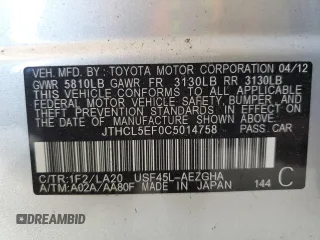 VEH. MFD. BY: TOYOTA MOTOR CORPORATION 04/12
GVWR 5810LB GAWR FR 3130LB RR 3130LB
THIS VEHICLE CONFORMS TO ALL APPLICABLE
FEDERAL MOTOR VEHICLE SAFETY, BUMPER, AND
THEFT PREVENTION STANDARDS IN EFFECT ON
THE DATE OF MANUFACTURE SHOWN ABOVE.
JTHCL5EF0C5014758
PASS. CAR
C/TR:1F2/LA20 USF45L-AEZGHA
A/TM:A02A/AA80F MADE IN JAPAN 144 C